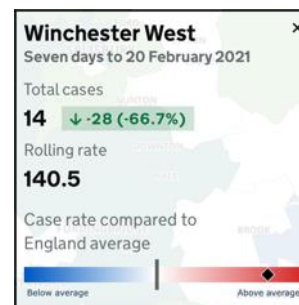 Winchester West
×
Seven days to 20 February 2021
Total cases
14 ↓ -28 (-66.7%)
Rolling rate
140.5
Case rate compared to
England average
Below average Above average